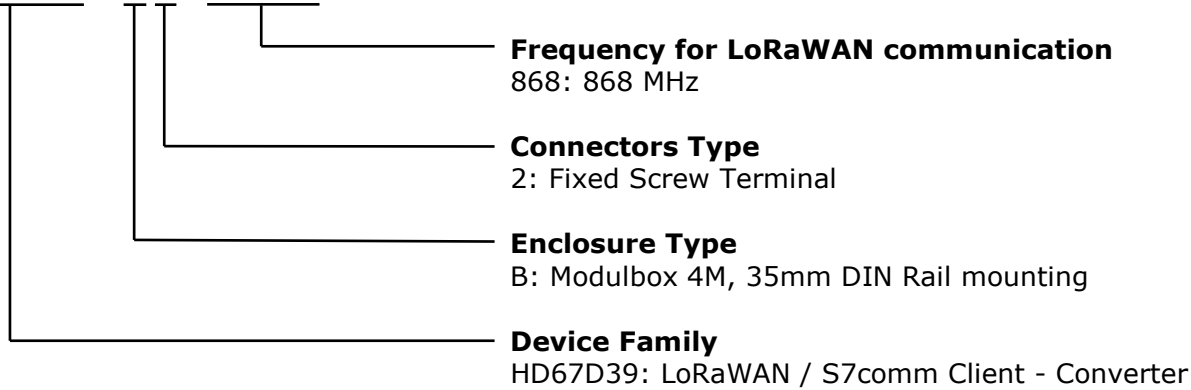 Frequency for LoRaWAN communication
868: 868 MHz
Connectors Type
2: Fixed Screw Terminal
Enclosure Type
B: Modulbox 4M, 35mm DIN Rail mounting
Device Family
HD67D39: LoRaWAN / S7comm Client - Converter